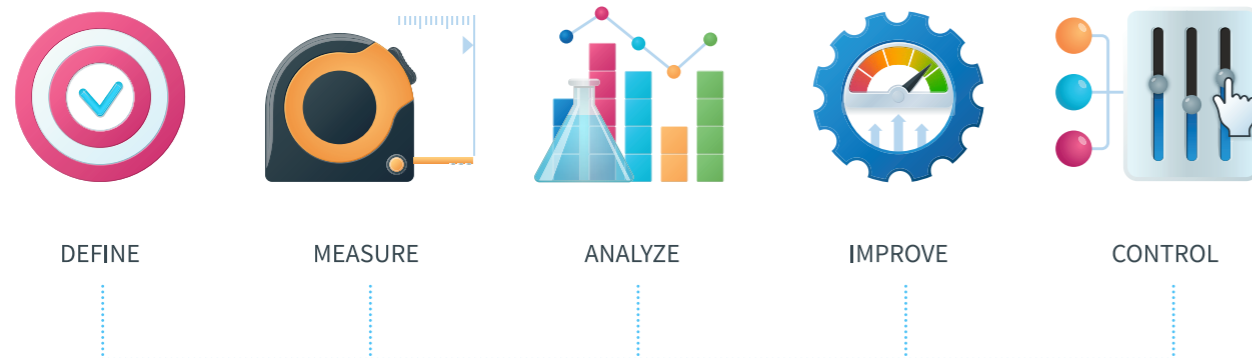 DEFINE
MEASURE
ANALYZE
IMPROVE
CONTROL